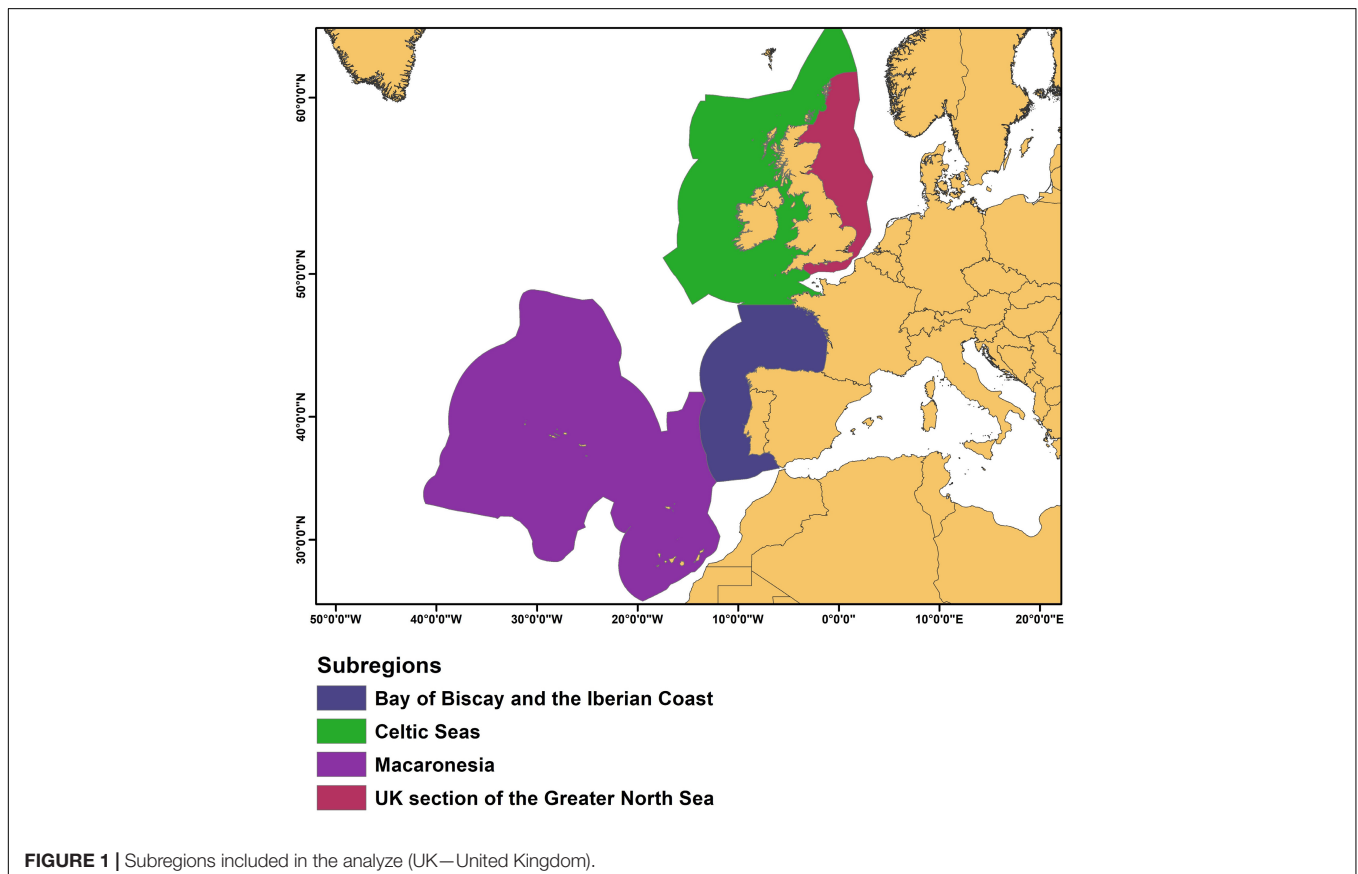 60°0'0"N
50°0'0"N
40°0'0"N
30°0'0"N
50°0'0"W 40°0'0"W 30°0'0"W 20°0'0"W 10°0'0"W 0°0'0" 10°0'0"E 20°0'0"E
Subregions
Bay of Biscay and the Iberian Coast
Celtic Seas
Macaronesia
UK section of the Greater North Sea
FIGURE 1 | Subregions included in the analyze (UK—United Kingdom).